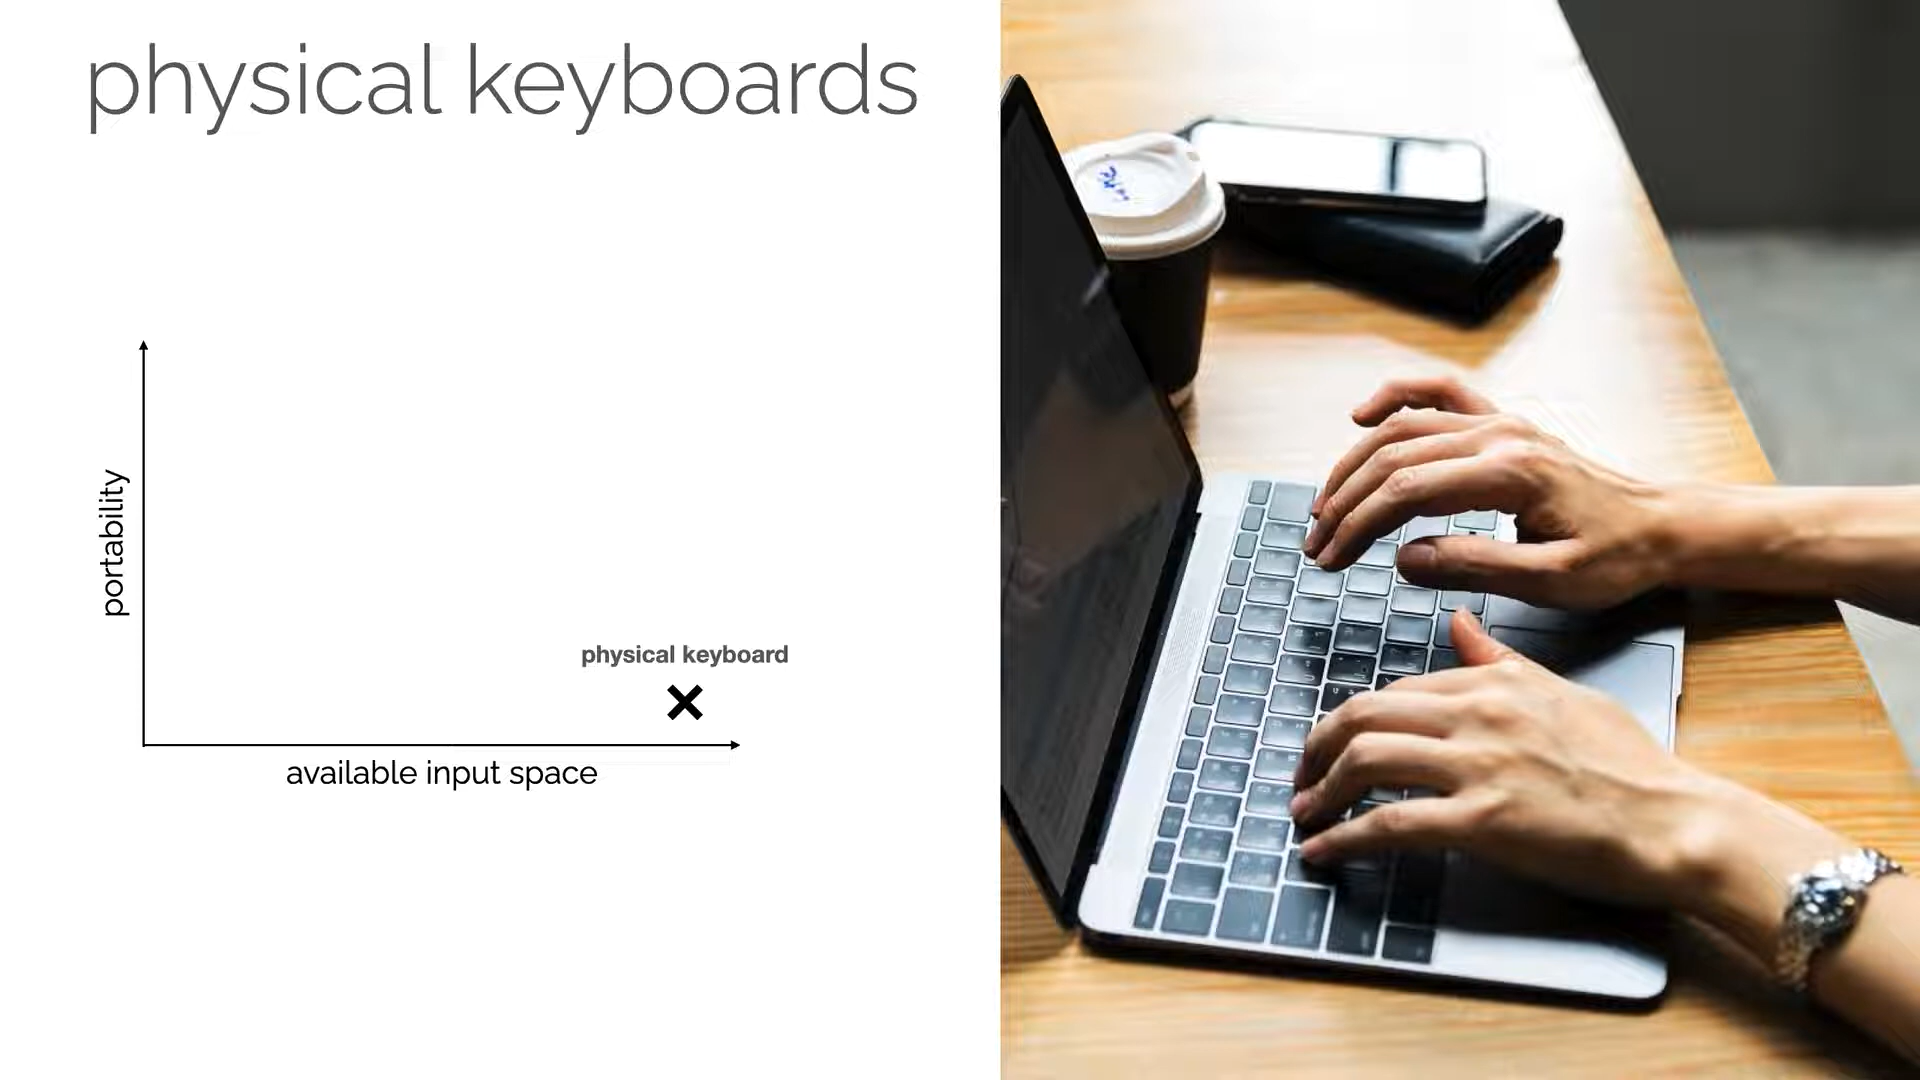 physical keyboards
portability
physical keyboard
available input space